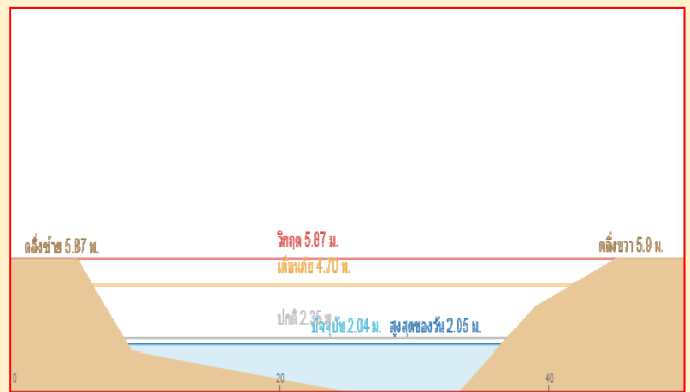 วิกฤต 5.87 ม.
ตลิ่งซ้าย 5.87 ม.
ตลิ่งขวา 5.9 ม.
เตือนภัย 4.70 ม.
ปกติ 2.35 ม.
ปัจจุบัน 2.04 ม. สูงสุดของวัน 2.05 ม.
0 20 40